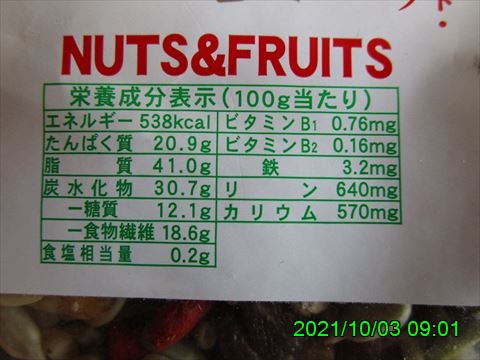 NUTS&FRUITS
栄養成分表示(100g当たり)
エネルギー 538kcal ビタミンB1 0.76mg
たんぱく質 20.9g ビタミンB2 0.16mg
脂質 41.0g 鉄 3.2mg
炭水化物 30.7g リン 640mg
ー糖質 12.1g カリウム 570mg
ー食物繊維 18.6g
食塩相当量 0.2g
2021/10/03 09:01